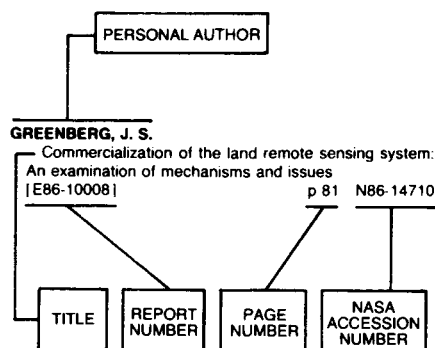 PERSONAL AUTHOR
GREENBERG, J. S.
Commercialization of the land remote sensing system:
An examination of mechanisms and issues
[E86-10008] p 81 N86-14710
TITLE
REPORT
NUMBER
PAGE
NUMBER
NASA
ACCESSION
NUMBER